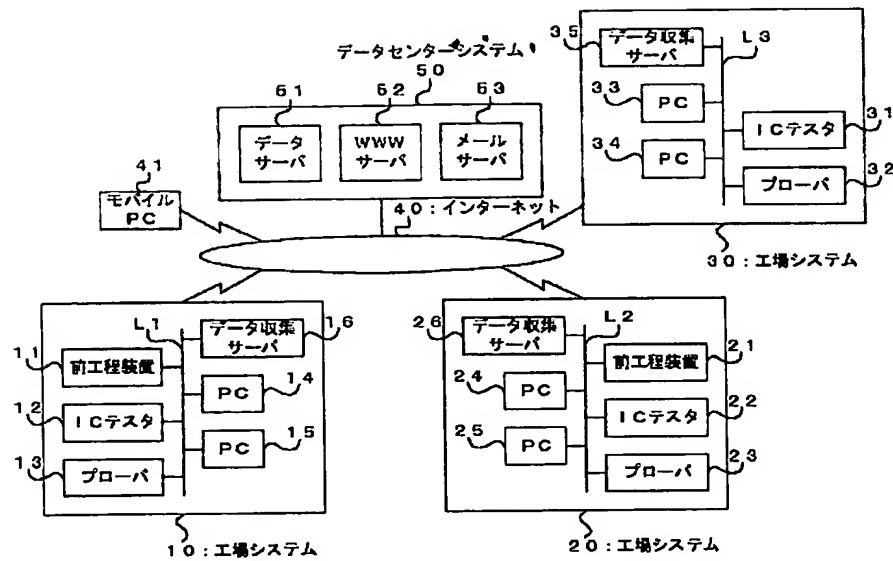 データセンターシステム
50
51
52
53
データ
サーバ
WWW
サーバ
メール
サーバ
41
モバイル
PC
40:インターネット
35
データ収集
サーバ
L3
33
PC
34
PC
31
ICテスタ
32
プローバ
30:工場システム
L1
11
前工程装置
12
ICテスタ
13
プローバ
データ収集
サーバ
16
PC
14
PC
15
10:工場システム
26
データ収集
サーバ
L2
24
PC
25
PC
21
前工程装置
22
ICテスタ
23
プローバ
20:工場システム